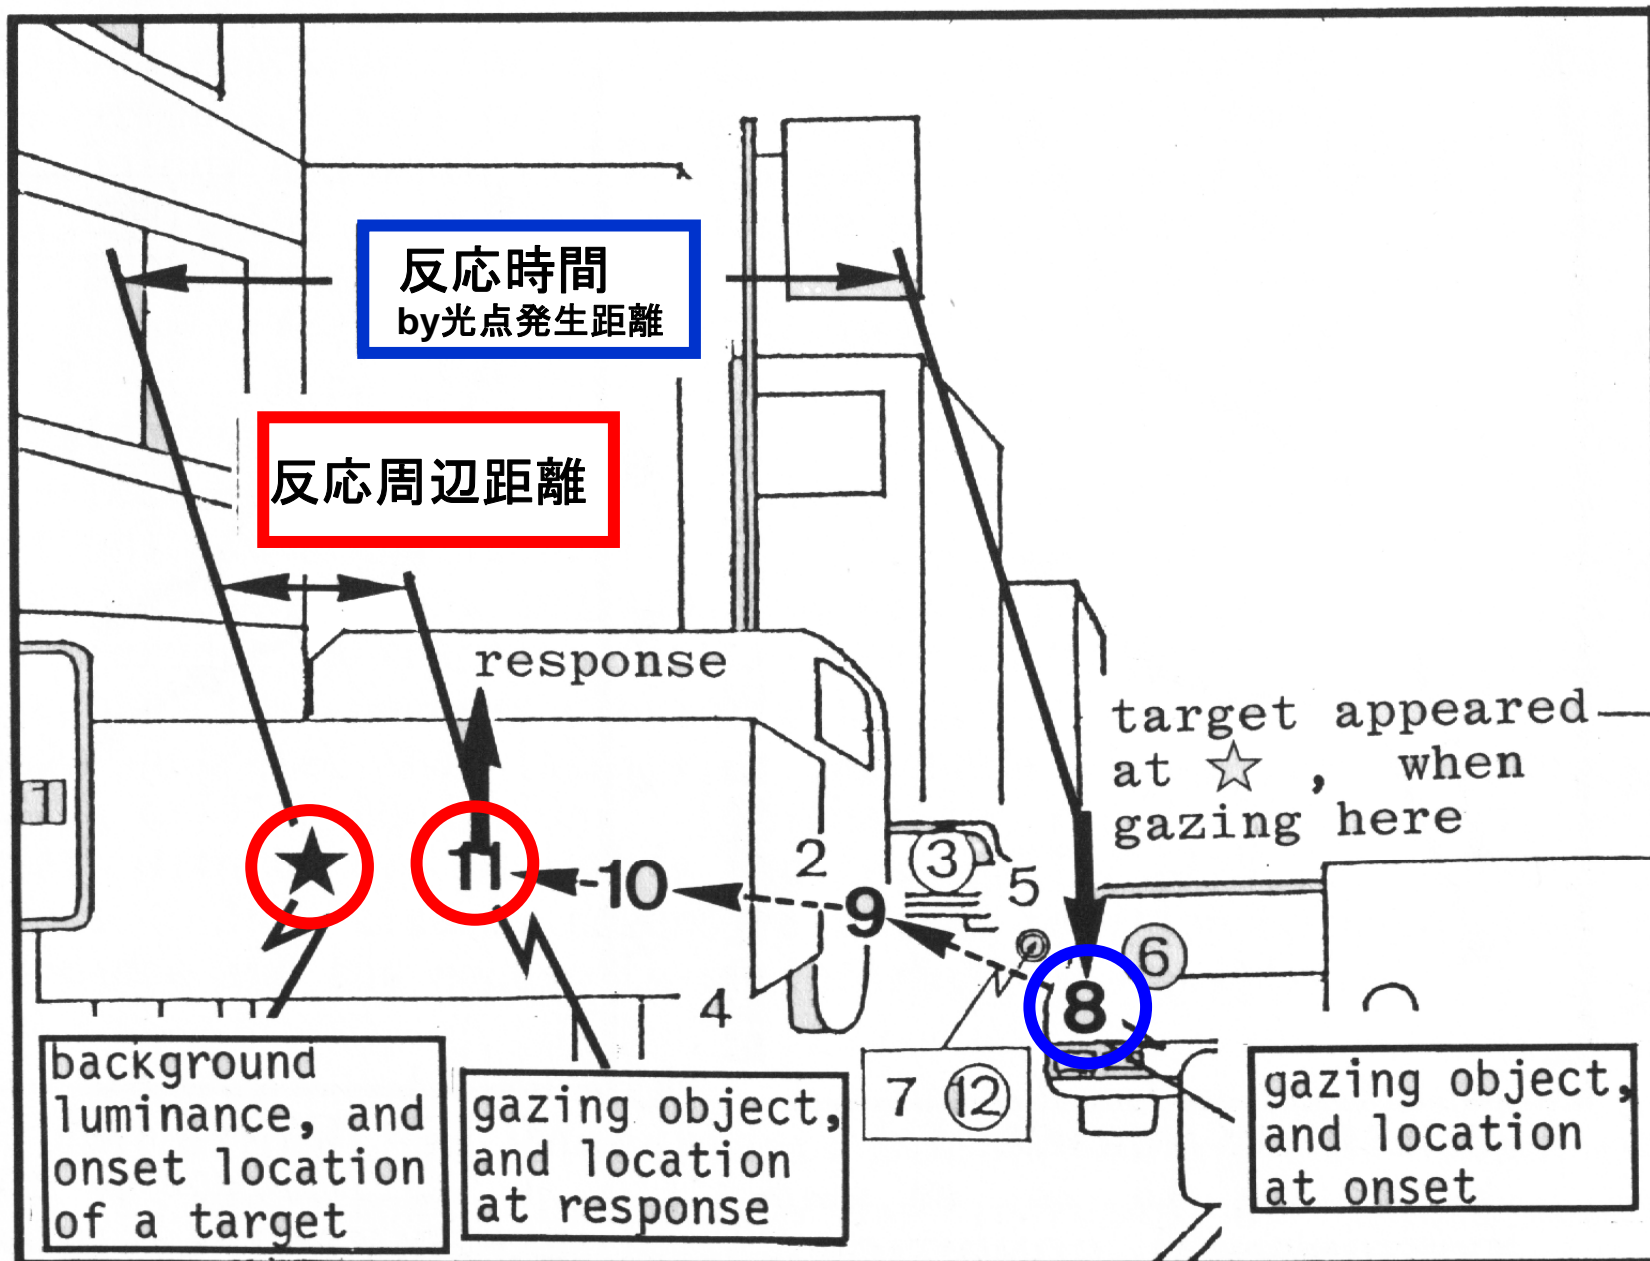 反応時間
by光点発生距離
反応周辺距離
response
target appeared
at ☆ , when
gazing here
1
★
11
10
2
9
③
5
⑥
8
4
7 ⑫
background
luminance, and
onset location
of a target
gazing object,
and location
at response
gazing object,
and location
at onset